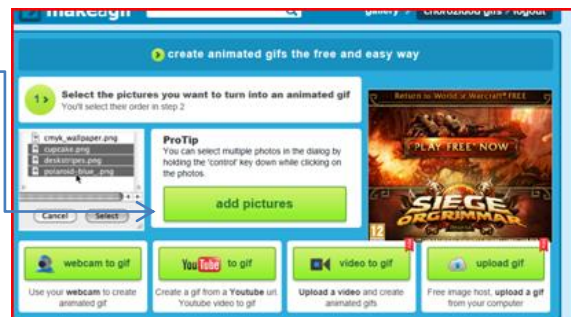 makeagif
gallery
chorozidou gifs
logout
create animated gifs the free and easy way
1 Select the pictures you want to turn into an animated gif
You'll select their order in step 2
cmyk_wallpaper.png
cupcake.png
deskstripes.png
polaroid-blue_.png
Cancel Select
ProTip
You can select multiple photos in the dialog by
holding the 'control' key down while clicking on
the photos.
add pictures
Return to World of Warcraft® FREE
PLAY FREE* NOW
SIEGE
OF
ORGRIMMAR
12
webcam to gif
Use your webcam to create
animated gif
YouTube to gif
Create a gif from a Youtube url
Youtube video to gif
video to gif
Upload a video and create
animated gifs
upload gif
Free image host, upload a gif
from your computer